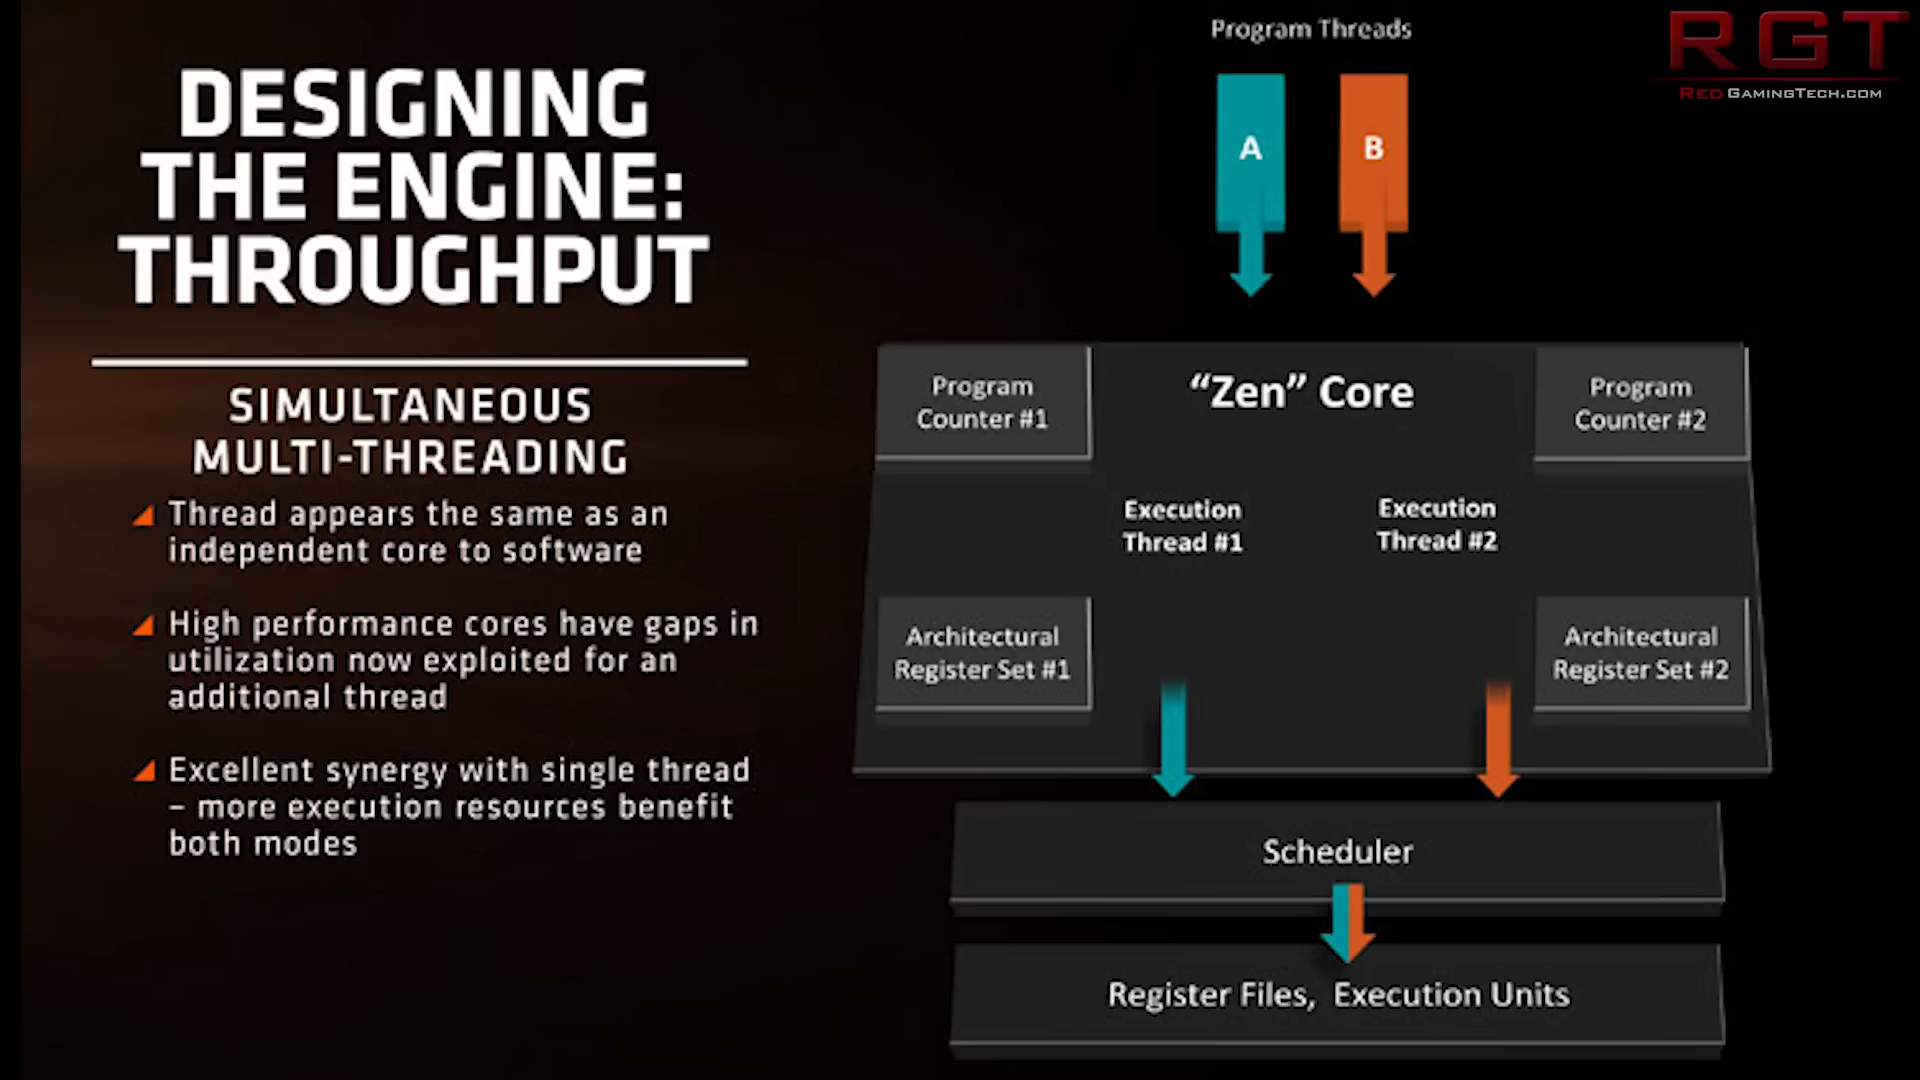 DESIGNING
THE ENGINE:
THROUGHPUT
SIMULTANEOUS
MULTI-THREADING
Thread appears the same as an
independent core to software
High performance cores have gaps in
utilization now exploited for an
additional thread
Excellent synergy with single thread
– more execution resources benefit
both modes
Program Threads
A
B
RGT
RED GAMINGTECH.COM
Program
Counter #1
“Zen” Core
Program
Counter #2
Execution
Thread #1
Execution
Thread #2
Architectural
Register Set #1
Architectural
Register Set #2
Scheduler
Register Files, Execution Units